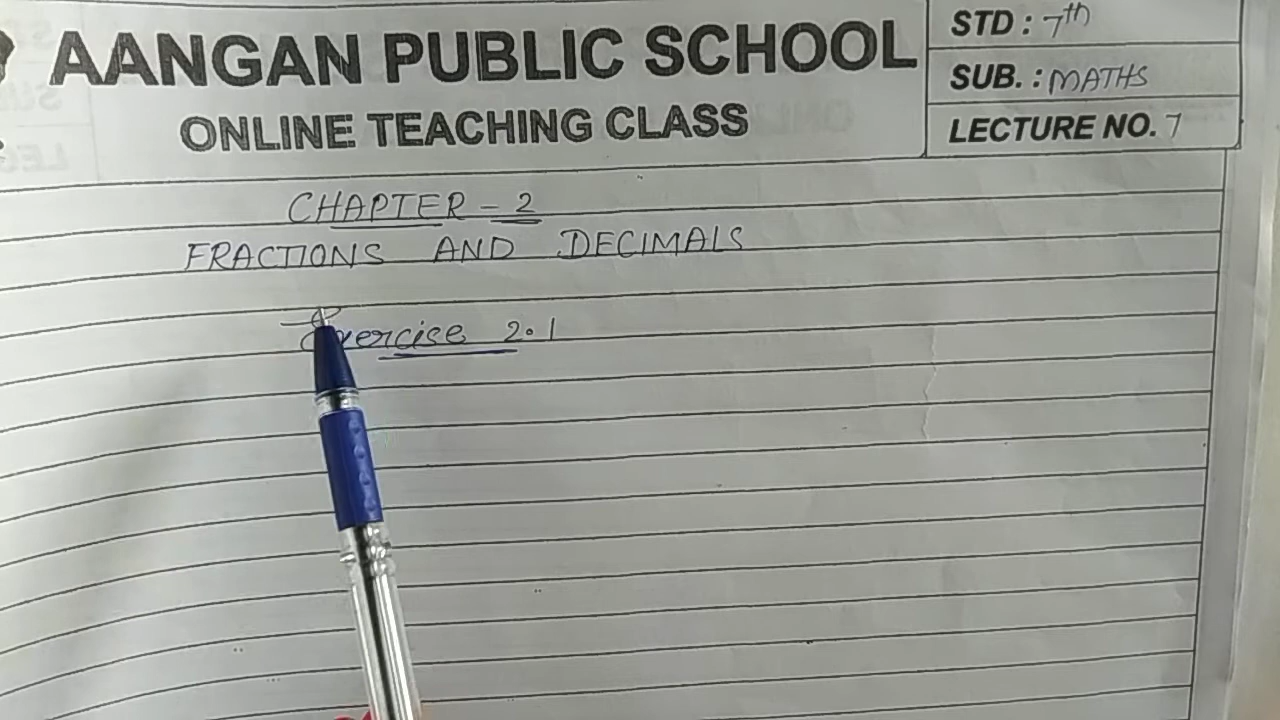 AANGAN PUBLIC SCHOOL
ONLINE TEACHING CLASS
STD : 7th
SUB. : MATHS
LECTURE NO. 7
CHAPTER - 2
FRACTIONS AND DECIMALS
Exercise 2.1